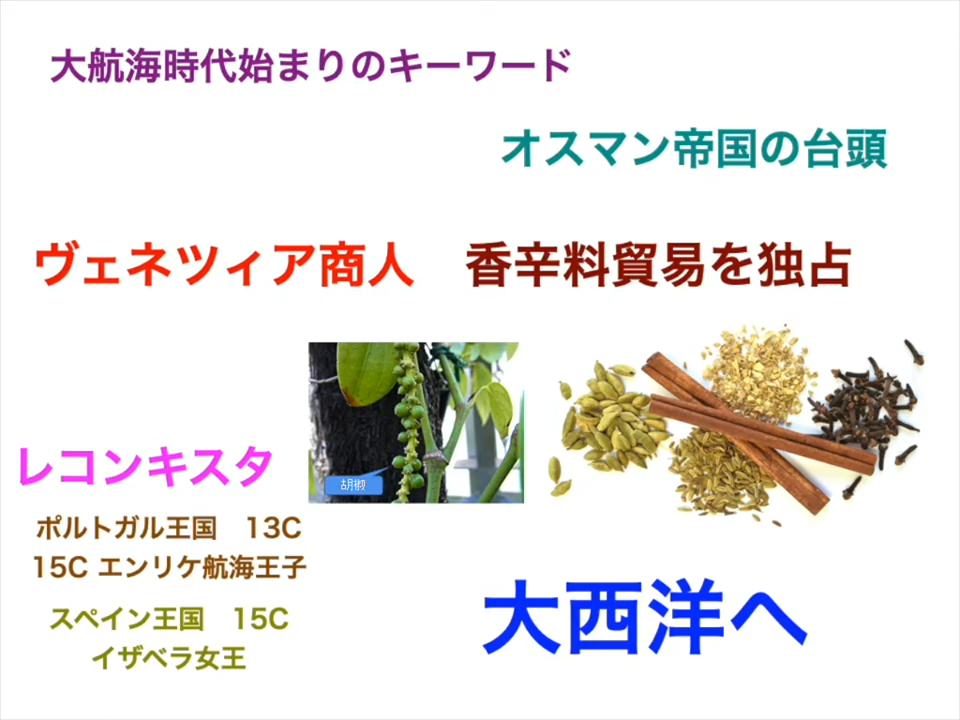 大航海時代始まりのキーワード
オスマン帝国の台頭
ヴェネツィア商人　香辛料貿易を独占
胡椒
レコンキスタ
ポルトガル王国　13C
15C エンリケ航海王子
スペイン王国　15C
イザベラ女王
大西洋へ